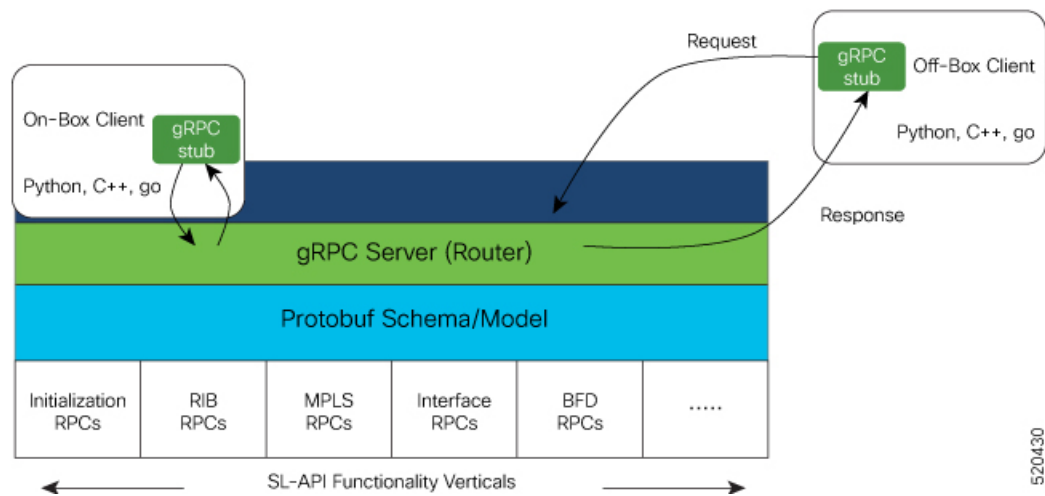 Request
gRPC
stub
Off-Box Client
Python, C++, go
On-Box Client
gRPC
stub
Python, C++, go
Response
gRPC Server (Router)
Protobuf Schema/Model
Initialization
RPCs
RIB
RPCs
MPLS
RPCs
Interface
RPCs
BFD
RPCs
.....
SL-API Functionality Verticals
520430